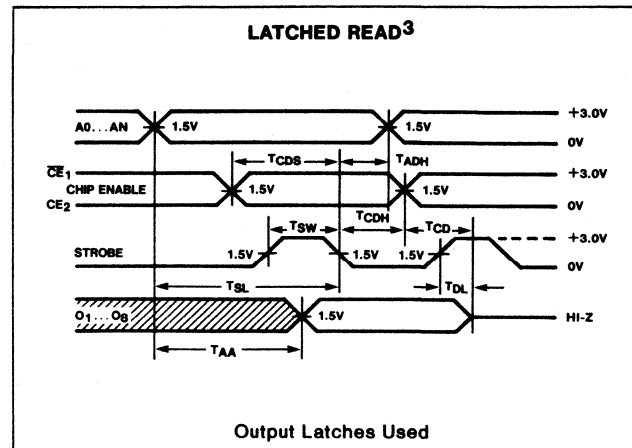 LATCHED READ3
A0...AN 1.5V 1.5V +3.0V
0V
TCDS TADH
CE1 +3.0V
CHIP ENABLE 1.5V 1.5V
CE2 0V
TSW TCDH TCD
+3.0V
STROBE 1.5V 1.5V 1.5V
0V
TSL TDL
O1...O8 1.5V HI-Z
TAA
Output Latches Used